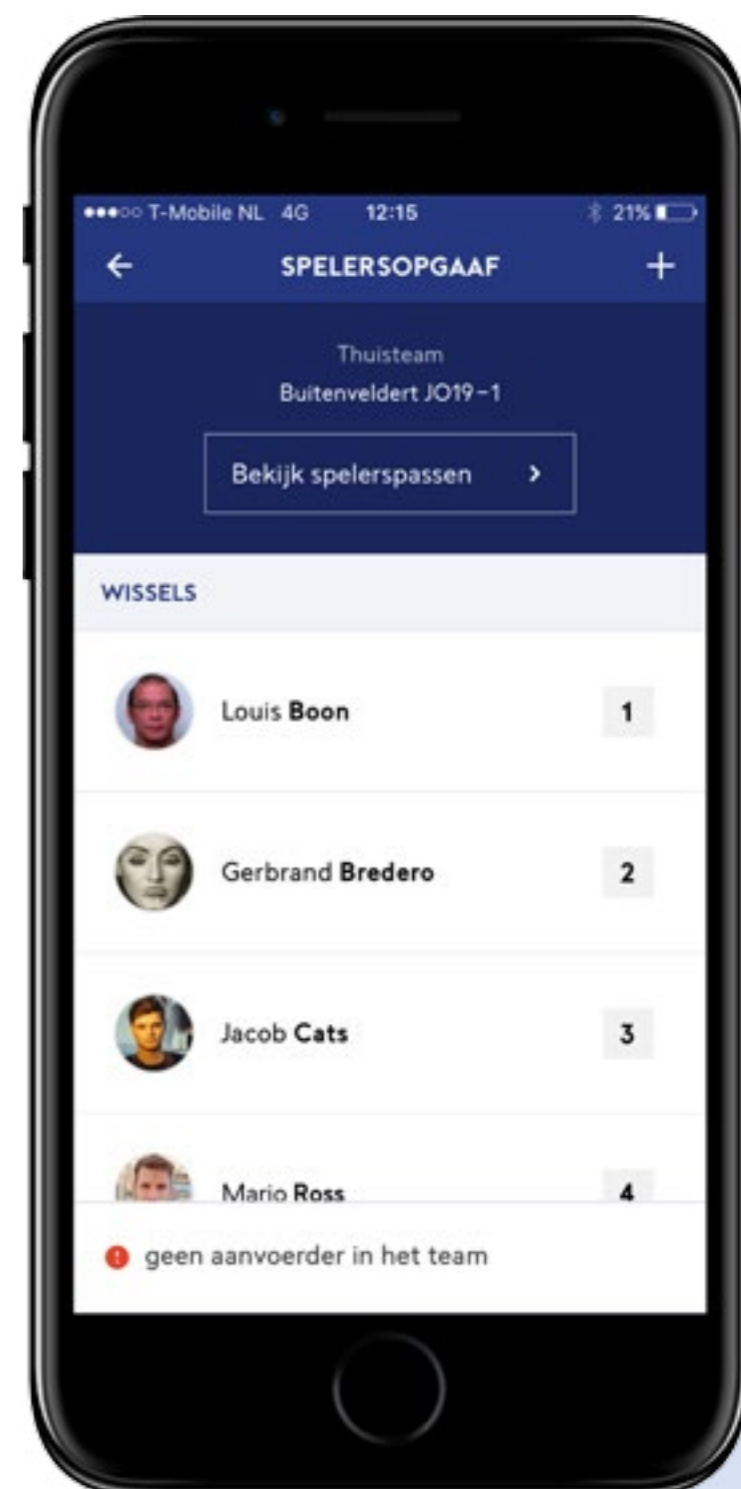 T-Mobile NL 4G 12:15 21%
SPELERSOPGAAF
Thuisteam
Buitenveldert JO19-1
Bekijk spelerspassen
WISSELS
Louis Boon 1
Gerbrand Bredero 2
Jacob Cats 3
Mario Ross 4
geen aanvoerder in het team